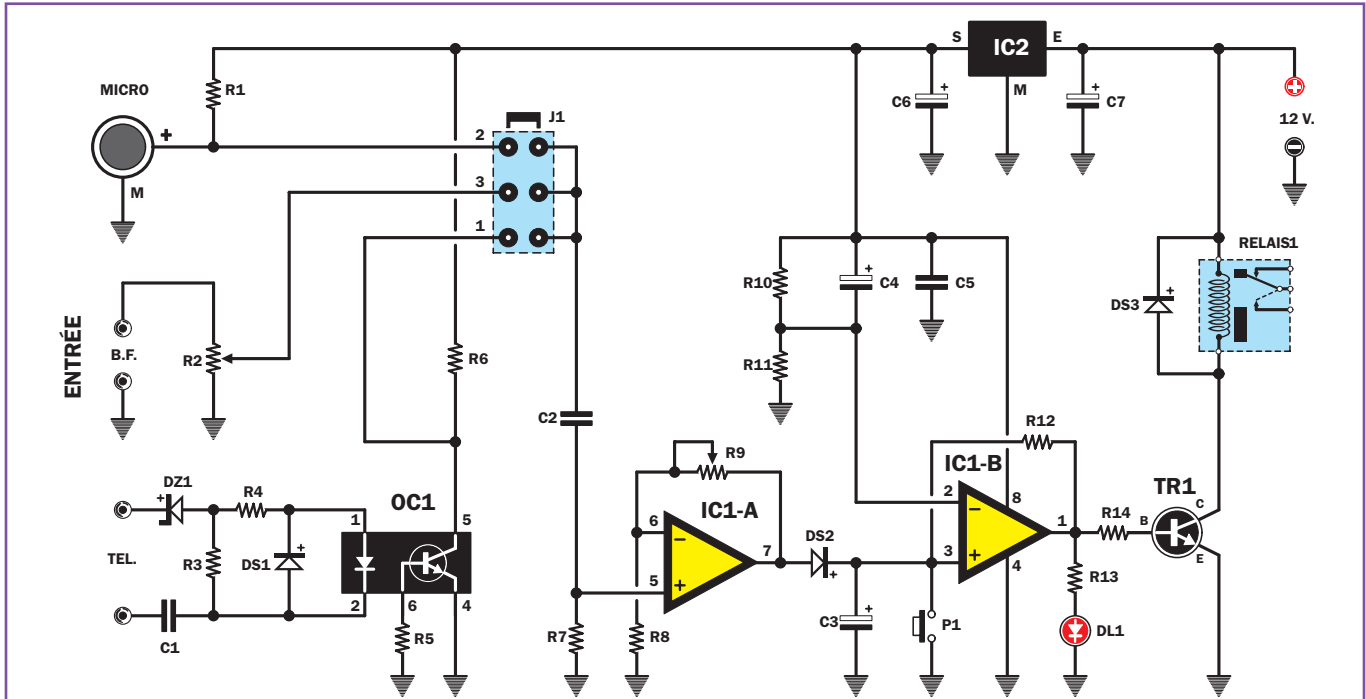 S
IC2
E
M
C6
+
C7
+
12 V.
MICRO
R1
+
M
J1
2
3
1
ENTRÉE
B.F.
R2
R6
R10
R11
C4
+
C5
DS3
+
RELAIS1
C2
DZ1
+
R4
R3
DS1
+
TEL.
C1
OC1
1
2
5
6
4
R5
R7
R8
R9
IC1-A
6
−
5
+
7
DS2
+
C3
+
P1
R12
IC1-B
2
−
3
+
8
4
1
R14
R13
DL1
TR1
B
C
E